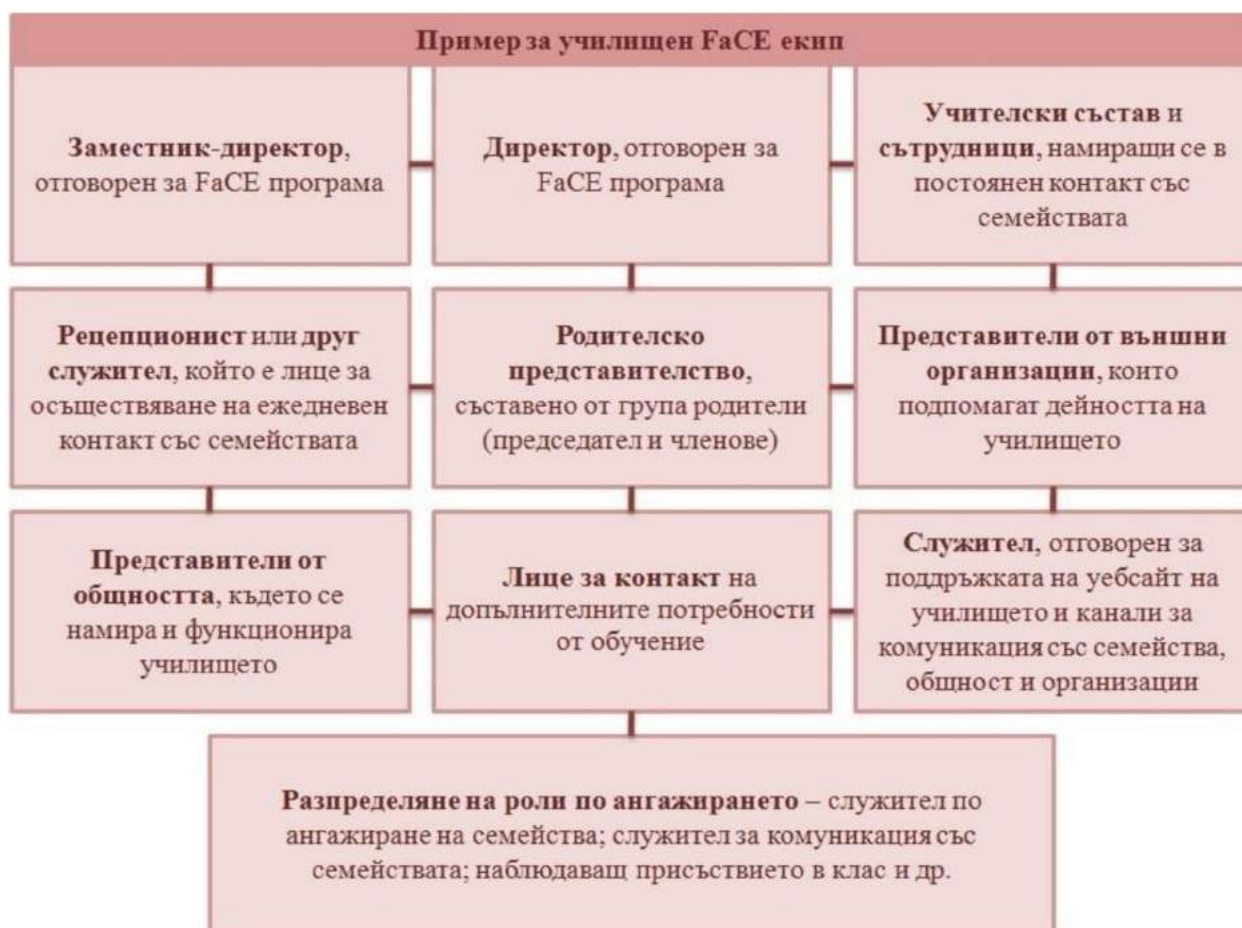 Пример за училищен FaCE екип
Заместник-директор,
отговорен за FaCE програма
Директор, отговорен за
FaCE програма
Учителски състав и
сътрудници, намиращи се в
постоянен контакт със
семействата
Рецепционист или друг
служител, който е лице за
осъществяване на ежедневен
контакт със семействата
Родителско
представителство,
съставено от група родители
(председател и членове)
Представители от външни
организации, които
подпомагат дейността на
училището
Представители от
общността, където се
намира и функционира
училището
Лице за контакт на
допълнителните потребности
от обучение
Служител, отговорен за
поддръжката на уебсайт на
училището и канали за
комуникация със семейства,
общност и организации
Разпределяне на роли по ангажирането – служител по
ангажиране на семейства; служител за комуникация със
семействата; наблюдаващ присъствието в клас и др.